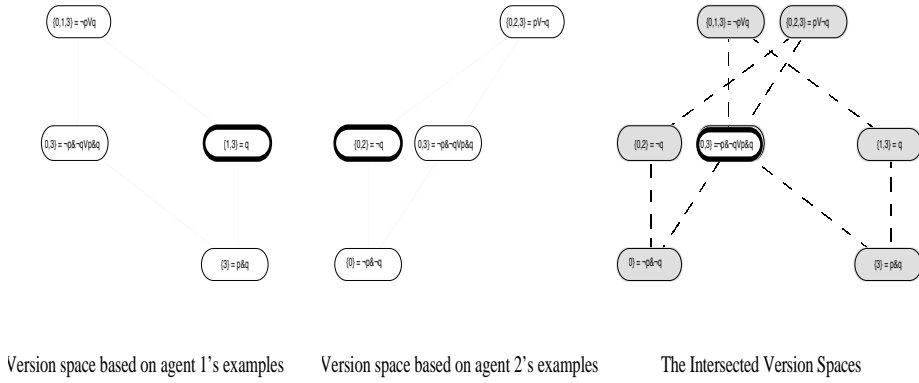 {0,1,3} = ¬pVq
{0,2,3} = pV¬q
{0,1,3} = ¬pVq
{0,2,3} = pV¬q
0,3} = ¬p&¬qVp&q
{1,3} = q
{0,2} = ¬q
0,3} = ¬p&¬qVp&q
{0,2} = ¬q
0,3} = ¬p&¬qVp&q
{1,3} = q
{3} = p&q
{0} = ¬p&¬q
0} = ¬p&¬q
{3} = p&q
Version space based on agent 1's examples
Version space based on agent 2's examples
The Intersected Version Spaces